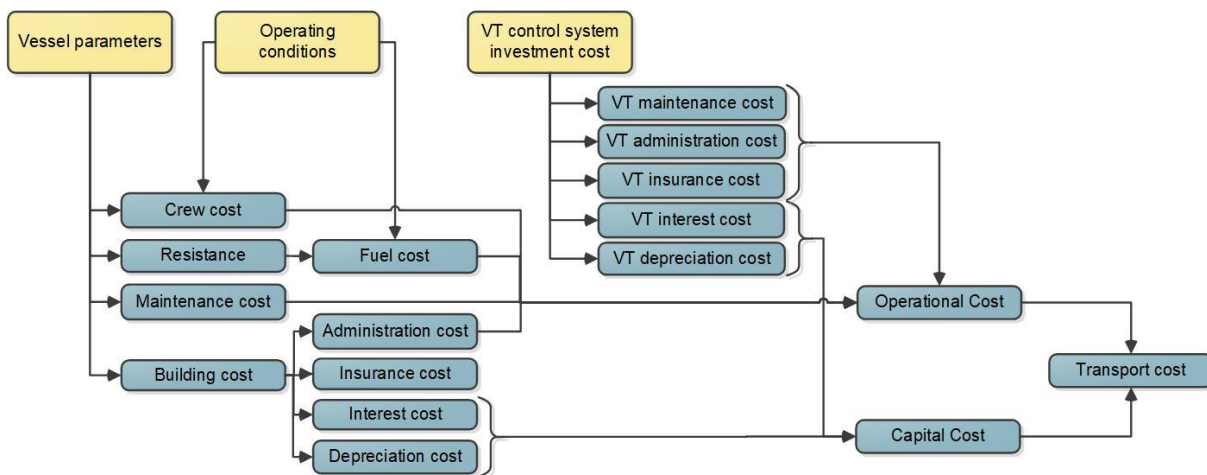 Vessel parameters
Operating
conditions
VT control system
investment cost
VT maintenance cost
VT administration cost
VT insurance cost
VT interest cost
VT depreciation cost
Crew cost
Resistance
Fuel cost
Maintenance cost
Operational Cost
Administration cost
Building cost
Insurance cost
Interest cost
Depreciation cost
Transport cost
Capital Cost